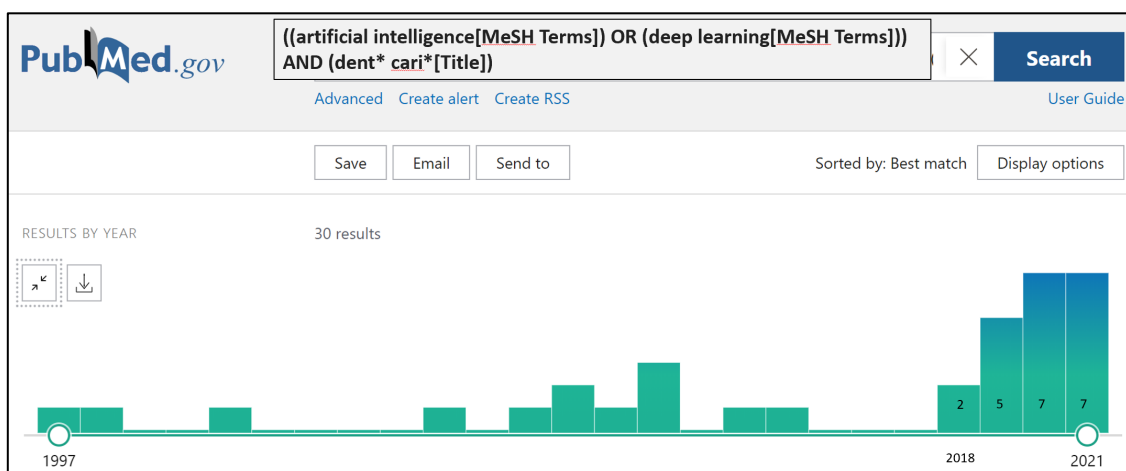 PubMed.gov
((artificial intelligence[MeSH Terms]) OR (deep learning[MeSH Terms]))
AND (dent* cari*[Title])
Search
Advanced Create alert Create RSS User Guide
Save Email Send to Sorted by: Best match Display options
RESULTS BY YEAR 30 results
2 5 7 7
1997 2018 2021